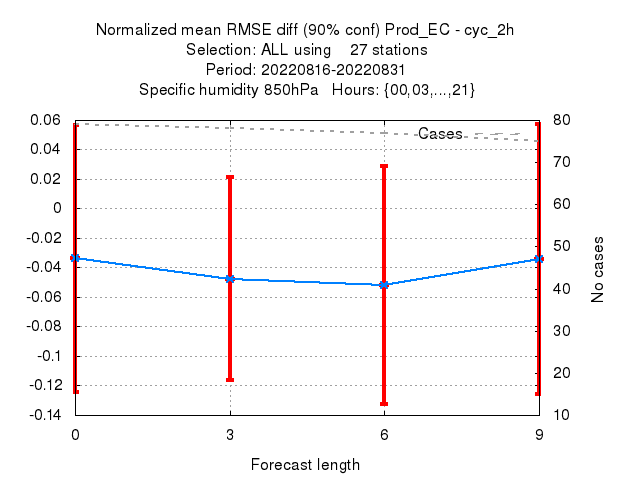 Normalized mean RMSE diff (90% conf) Prod_EC - cyc_2h
Selection: ALL using    27 stations
Period: 20220816-20220831
Specific humidity 850hPa   Hours: {00,03,...,21}
0.06
0.04
0.02
0
-0.02
-0.04
-0.06
-0.08
-0.1
-0.12
-0.14
Cases
80
70
60
50
40
30
20
10
No cases
0 3 6 9
Forecast length